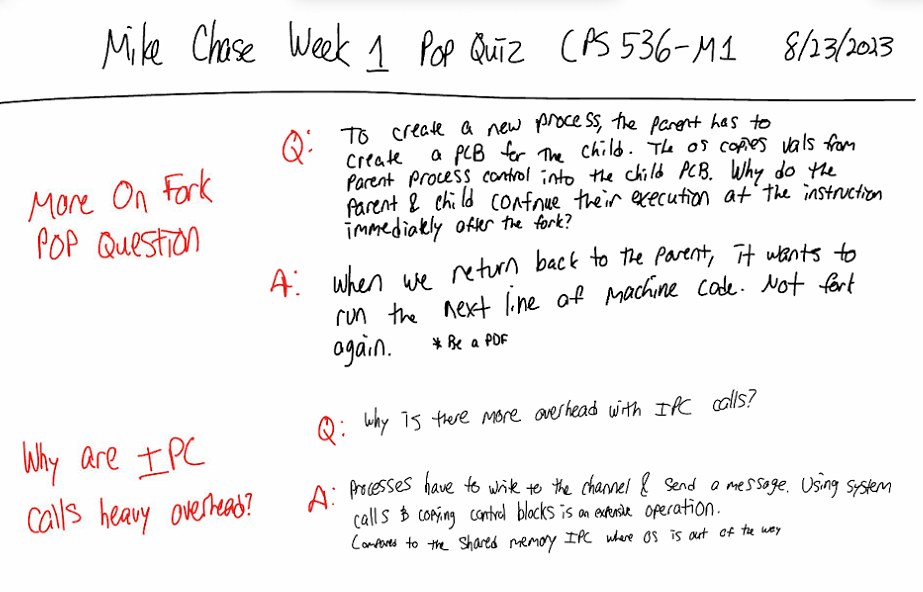 Mike Chase Week 1 Pop Quiz CPS 536-M1 8/23/2023
More On Fork
POP Question
Q: To create a new process, the parent has to
create a PCB for the child. The OS copies vals from
parent process control into the child PCB. Why do the
parent & child continue their execution at the instruction
immediately after the fork?
A: When we return back to the parent, it wants to
run the next line of machine code. Not fork
again. * Be a PDF
Why are IPC
calls heavy overhead?
Q: Why is there more overhead with IPC calls?
A: Processes have to write to the channel & send a message. Using system
calls & copying control blocks is an expensive operation.
Compares to the shared memory IPC where OS is out of the way